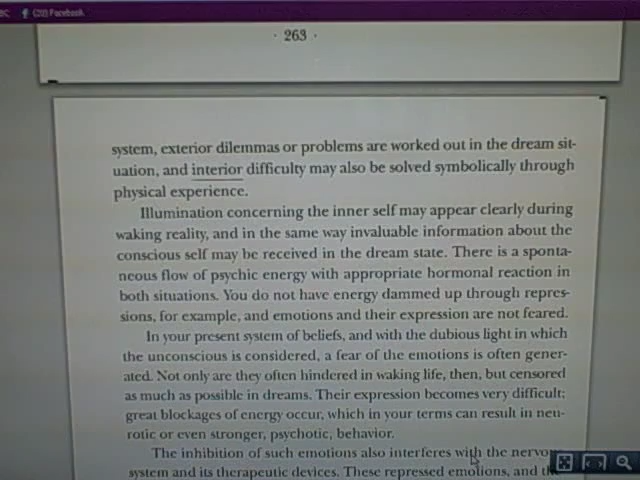 (20) Facebook
· 263 ·
system, exterior dilemmas or problems are worked out in the dream sit-
uation, and interior difficulty may also be solved symbolically through
physical experience.
Illumination concerning the inner self may appear clearly during
waking reality, and in the same way invaluable information about the
conscious self may be received in the dream state. There is a sponta-
neous flow of psychic energy with appropriate hormonal reaction in
both situations. You do not have energy dammed up through repres-
sions, for example, and emotions and their expression are not feared.
In your present system of beliefs, and with the dubious light in which
the unconscious is considered, a fear of the emotions is often gener-
ated. Not only are they often hindered in waking life, then, but censored
as much as possible in dreams. Their expression becomes very difficult;
great blockages of energy occur, which in your terms can result in neu-
rotic or even stronger, psychotic, behavior.
The inhibition of such emotions also interferes with the
system and its therapeutic devices. These repressed emotions, and